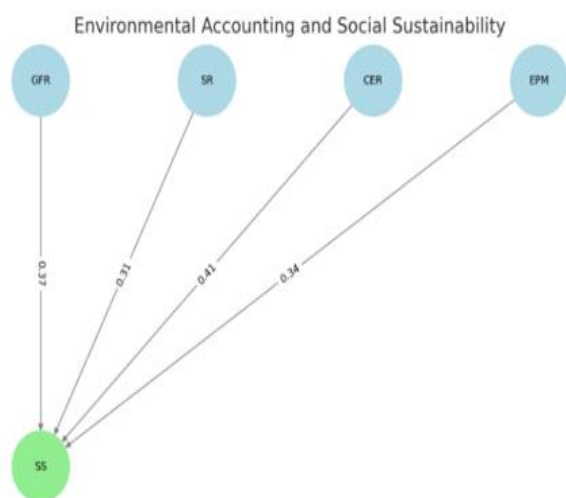 Environmental Accounting and Social Sustainability
GFR
SR
CER
EPM
0.37
0.31
0.41
0.34
SS